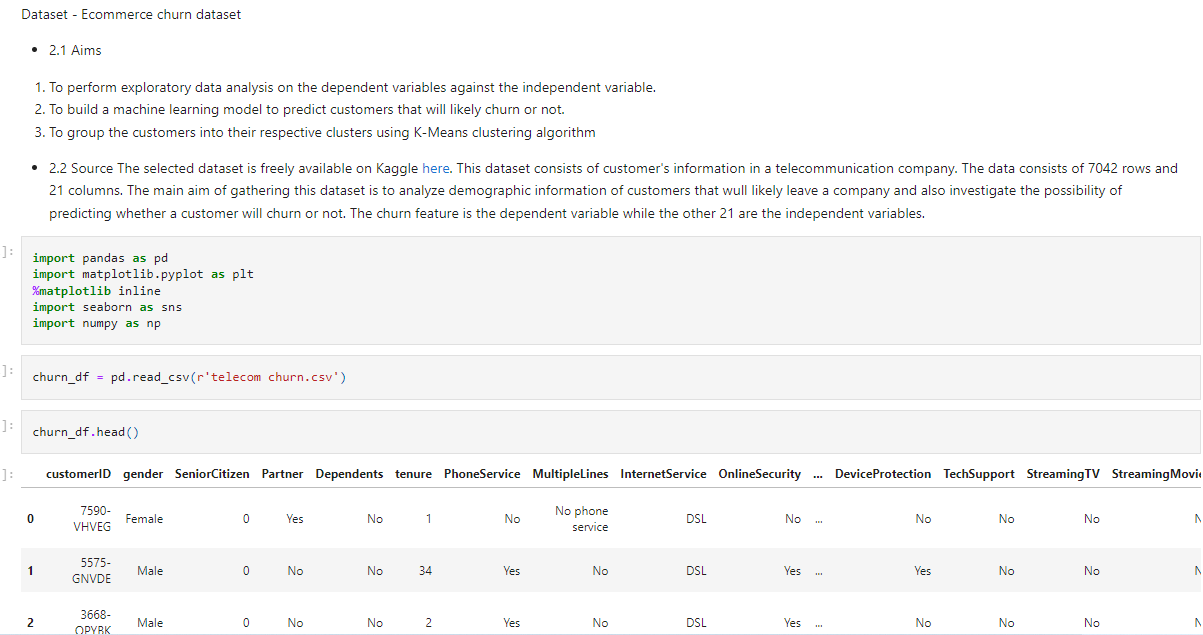 Dataset - Ecommerce churn dataset
• 2.1 Aims
1. To perform exploratory data analysis on the dependent variables against the independent variable.
2. To build a machine learning model to predict customers that will likely churn or not.
3. To group the customers into their respective clusters using K-Means clustering algorithm
• 2.2 Source The selected dataset is freely available on Kaggle here. This dataset consists of customer's information in a telecommunication company. The data consists of 7042 rows and
21 columns. The main aim of gathering this dataset is to analyze demographic information of customers that wull likely leave a company and also investigate the possibility of
predicting whether a customer will churn or not. The churn feature is the dependent variable while the other 21 are the independent variables.
]:
import pandas as pd
import matplotlib.pyplot as plt
%matplotlib inline
import seaborn as sns
import numpy as np
]:
churn_df = pd.read_csv(r'telecom churn.csv')
]:
churn_df.head()
]:
customerID gender SeniorCitizen Partner Dependents tenure PhoneService MultipleLines InternetService OnlineSecurity ... DeviceProtection TechSupport StreamingTV StreamingMovie
0 7590-VHVEG Female 0 Yes No 1 No No phone service DSL No ... No No No N
1 5575-GNVDE Male 0 No No 34 Yes No DSL Yes ... Yes No No N
2 3668-QPYBK Male 0 No No 2 Yes No DSL Yes ... No No No N